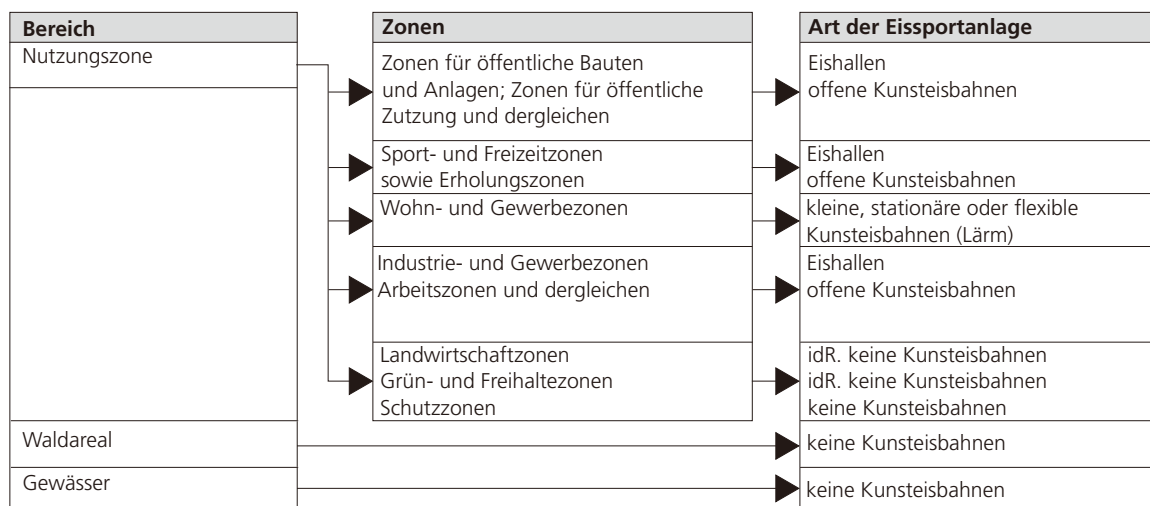 Bereich
Zonen
Art der Eissportanlage
Nutzungszone
Zonen für öffentliche Bauten
und Anlagen; Zonen für öffentliche
Zutzung und dergleichen
Eishallen
offene Kunsteisbahnen
Sport- und Freizeitzonen
sowie Erholungszonen
Eishallen
offene Kunsteisbahnen
Wohn- und Gewerbezonen
kleine, stationäre oder flexible
Kunsteisbahnen (Lärm)
Industrie- und Gewerbezonen
Arbeitszonen und dergleichen
Eishallen
offene Kunsteisbahnen
Landwirtschaftzonen
Grün- und Freihaltezonen
Schutzzonen
idR. keine Kunsteisbahnen
idR. keine Kunsteisbahnen
keine Kunsteisbahnen
Waldareal
keine Kunsteisbahnen
Gewässer
keine Kunsteisbahnen